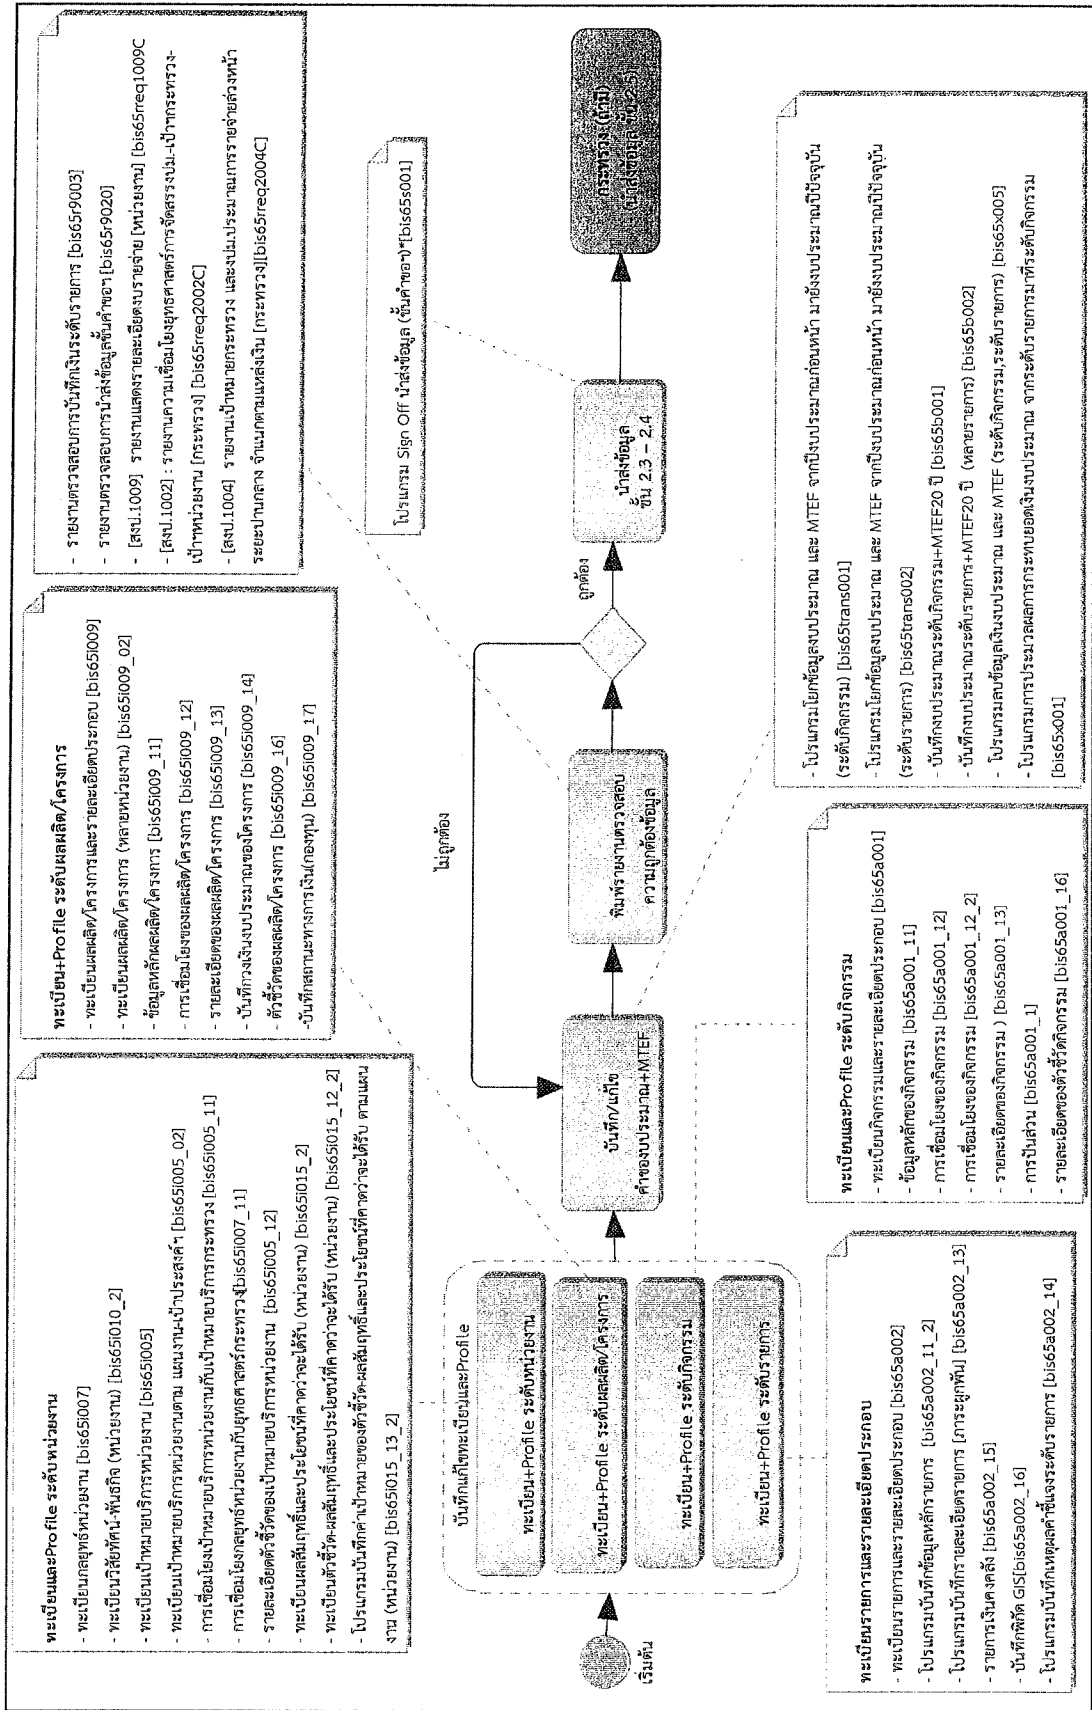 ทะเบียนและProfile ระดับหน่วยงาน
- ทะเบียนกลยุทธ์หน่วยงาน [bis65i007]
- ทะเบียนวิสัยทัศน์-พันธกิจ (หน่วยงาน) [bis65i010_2]
- ทะเบียนเป้าหมายบริการหน่วยงาน [bis65i005]
- ทะเบียนเป้าหมายบริการหน่วยงานตาม แผนงาน-เป้าประสงค์ฯ [bis65i005_02]
- การเชื่อมโยงเป้าหมายบริการหน่วยงานกับเป้าหมายบริการกระทรวง [bis65i005_11]
- การเชื่อมโยงกลยุทธ์หน่วยงานกับยุทธศาสตร์กระทรวง[bis65i007_11]
- รายละเอียดตัวชี้วัดของเป้าหมายบริการหน่วยงาน [bis65i005_12]
- ทะเบียนผลสัมฤทธิ์และประโยชน์ที่คาดว่าจะได้รับ (หน่วยงาน) [bis65i015_2]
- ทะเบียนตัวชี้วัด-ผลสัมฤทธิ์และประโยชน์ที่คาดว่าจะได้รับ (หน่วยงาน) [bis65i015_12_2]
- โปรแกรมบันทึกค่าเป้าหมายของตัวชี้วัด-ผลสัมฤทธิ์และประโยชน์ที่คาดว่าจะได้รับ ตามแผน
งาน (หน่วยงาน) [bis65i015_13_2]
ทะเบียน+Profile ระดับผลผลิต/โครงการ
- ทะเบียนผลผลิต/โครงการและรายละเอียดประกอบ [bis65i009]
- ทะเบียนผลผลิต/โครงการ (หลายหน่วยงาน) [bis65i009_02]
- ข้อมูลหลักผลผลิต/โครงการ [bis65i009_11]
- การเชื่อมโยงของผลผลิต/โครงการ [bis65i009_12]
- รายละเอียดของผลผลิต/โครงการ [bis65i009_13]
- บันทึกวงเงินงบประมาณของโครงการ [bis65i009_14]
- ตัวชี้วัดของผลผลิต/โครงการ [bis65i009_16]
-บันทึกสถานะทางการเงิน(กองทุน) [bis65i009_17]
- รายงานตรวจสอบการบันทึกเงินระดับรายการ [bis65r9003]
- รายงานตรวจสอบการนำส่งข้อมูลขั้นคำขอฯ [bis65r9020]
- [สงป.1009] รายงานแสดงรายละเอียดงบรายจ่าย [หน่วยงาน] [bis65rreq1009C
- [สงป.1002] : รายงานความเชื่อมโยงยุทธศาสตร์การจัดสรรงปม.-เป้าฯกระทรวง-
เป้าฯหน่วยงาน [กระทรวง] [bis65rreq2002C]
- [สงป.1004] รายงานเป้าหมายกระทรวง และงปม.ประมาณการรายจ่ายล่วงหน้า
ระยะปานกลาง จำแนกตามแหล่งเงิน [กระทรวง][bis65rreq2004C]
โปรแกรม Sign Off นำส่งข้อมูล (ขั้นคำขอฯ)*[bis65s001]
เริ่มต้น
บันทึกแก้ไขทะเบียนและProfile
ทะเบียน+Profile ระดับหน่วยงาน
ทะเบียน+Profile ระดับผลผลิต/โครงการ
ทะเบียน+Profile ระดับกิจกรรม
ทะเบียน+Profile ระดับรายการ
บันทึก/แก้ไข
คำของบประมาณ+MTEF
พิมพ์รายงานตรวจสอบ
ความถูกต้องข้อมูล
ไม่ถูกต้อง
ถูกต้อง
นำส่งข้อมูล
ขั้น 2.3 – 2.4
กระทรวง (ถ้ามี)
(นำส่งข้อมูล ขั้น 2.5)
ทะเบียนรายการและรายละเอียดประกอบ
- ทะเบียนรายการและรายละเอียดประกอบ [bis65a002]
- โปรแกรมบันทึกข้อมูลหลักรายการ [bis65a002_11_2]
- โปรแกรมบันทึกรายละเอียดรายการ [ภาระผูกพัน] [bis65a002_13]
- รายการเงินคงคลัง [bis65a002_15]
- บันทึกพิกัด GIS[bis65a002_16]
- โปรแกรมบันทึกเหตุผลคำชี้แจงระดับรายการ [bis65a002_14]
ทะเบียนและProfile ระดับกิจกรรม
- ทะเบียนกิจกรรมและรายละเอียดประกอบ [bis65a001]
- ข้อมูลหลักของกิจกรรม [bis65a001_11]
- การเชื่อมโยงของกิจกรรม [bis65a001_12]
- การเชื่อมโยงของกิจกรรม [bis65a001_12_2]
- รายละเอียดของกิจกรรม ) [bis65a001_13]
- การปันส่วน [bis65a001_1]
- รายละเอียดของตัวชี้วัดกิจกรรม [bis65a001_16]
- โปรแกรมโยกข้อมูลงบประมาณ และ MTEF จากปีงบประมาณก่อนหน้า มายังงบประมาณปีปัจจุบัน
(ระดับกิจกรรม) [bis65trans001]
- โปรแกรมโยกข้อมูลงบประมาณ และ MTEF จากปีงบประมาณก่อนหน้า มายังงบประมาณปีปัจจุบัน
(ระดับรายการ) [bis65trans002]
- บันทึกงบประมาณระดับกิจกรรม+MTEF20 ปี [bis65b001]
- บันทึกงบประมาณระดับรายการ+MTEF20 ปี (หลายรายการ) [bis65b002]
- โปรแกรมลบข้อมูลเงินงบประมาณ และ MTEF (ระดับกิจกรรม,ระดับรายการ) [bis65x005]
- โปรแกรมการประมวลผลการกระทบยอดเงินงบประมาณ จากระดับรายการมาที่ระดับกิจกรรม
[bis65x001]